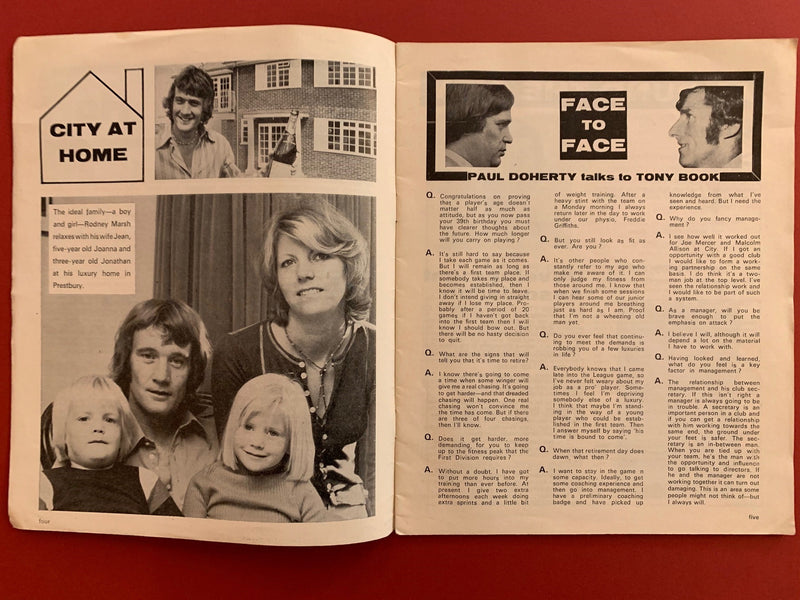 CITY AT
HOME
The ideal family—a boy
and girl—Rodney Marsh
relaxes with his wife Jean,
five-year old Joanna and
three-year old Jonathan
at his luxury home in
Prestbury.
four
FACE
TO
FACE
PAUL DOHERTY talks to TONY BOOK
Q. Congratulations on proving
that a player's age doesn't
matter half as much as
attitude, but as you now pass
your 39th birthday you must
have clearer thoughts about
the future. How much longer
will you carry on playing?
A. It's still hard to say because
I take each game as it comes.
But I will remain as long as
there's a first team place. If
somebody takes my place and
becomes established, then I
know it will be time to leave.
I don't intend giving in straight
away if I lose my place. Pro-
bably after a period of 20
games if I haven't got back
into the first team then I will
know I should bow out. But
there will be no hasty decision
to quit.
Q. What are the signs that will
tell you that it's time to retire?
A. I know there's going to come
a time when some winger will
give me a real chasing. It's going
to get harder—and that dreaded
chasing will happen. One real
chasing won't convince me
the time has come. But if there
are three of four chasings,
then I'll know.
Q. Does it get harder, more
demanding for you to keep
up to the fitness peak that the
First Division requires?
A. Without a doubt. I have got
to put more hours into my
training than ever before. At
present I give two extra
afternoons each week doing
extra sprints and a little bit
of weight training. After a
heavy stint with the team on
a Monday morning I always
return later in the day to work
under our physio, Freddie
Griffiths.
Q. But you still look as fit as
ever. Are you?
A. It's other people who con-
stantly refer to my age who
make me aware of it. I can
only judge my fitness from
those around me. I know that
when we finish some sessions
I can hear some of our junior
players around me breathing
just as hard as I am. Proof
that I'm not a wheezing old
man yet.
Q. Do you ever feel that continu-
ing to meet the demands is
robbing you of a few luxuries
in life?
A. Everybody knows that I came
late into the League game, so
I've never felt weary about my
job as a pro' player. Some-
times I feel I'm depriving
somebody else of a luxury.
I think that maybe I'm stand-
ing in the way of a young
player who could be estab-
lished in the first team. Then
I answer myself by saying 'his
time is bound to come'.
Q. When that retirement day does
dawn what then?
A. I want to stay in the game n
some capacity. Ideally, to get
some coaching experience and
then go into management. I
have a preliminary coaching
badge and have picked up
knowledge from what I've
seen and heard. But I need the
experience.
Q. Why do you fancy manage-
ment?
A. I see how well it worked out
for Joe Mercer and Malcolm
Allison at City. If I got an
opportunity with a good club
I would like to form a work-
ing partnership on the same
basis. I do think it's a two-
man job at the top level. I've
seen the relationship work and
I would like to be part of such
a system.
Q. As a manager, will you be
brave enough to put the
emphasis on attack?
A. I believe I will, although it will
depend a lot on the material
I have to work with.
Q. Having looked and learned,
what do you feel is a key
factor in management?
A. The relationship between
management and his club sec-
retary. If this isn't right a
manager is always going to be
in trouble. A secretary is an
important person in a club and
if you can get a relationship
with him working towards the
same end, the ground under
your feet is safer. The sec-
retary is an in-between man.
When you are tied up with
your team, he's the man with
the opportunity and influence
to go talking to directors. If
he and the manager are not
working together it can turn out
damaging. This is an area some
people might not think of—but
I always will.
five